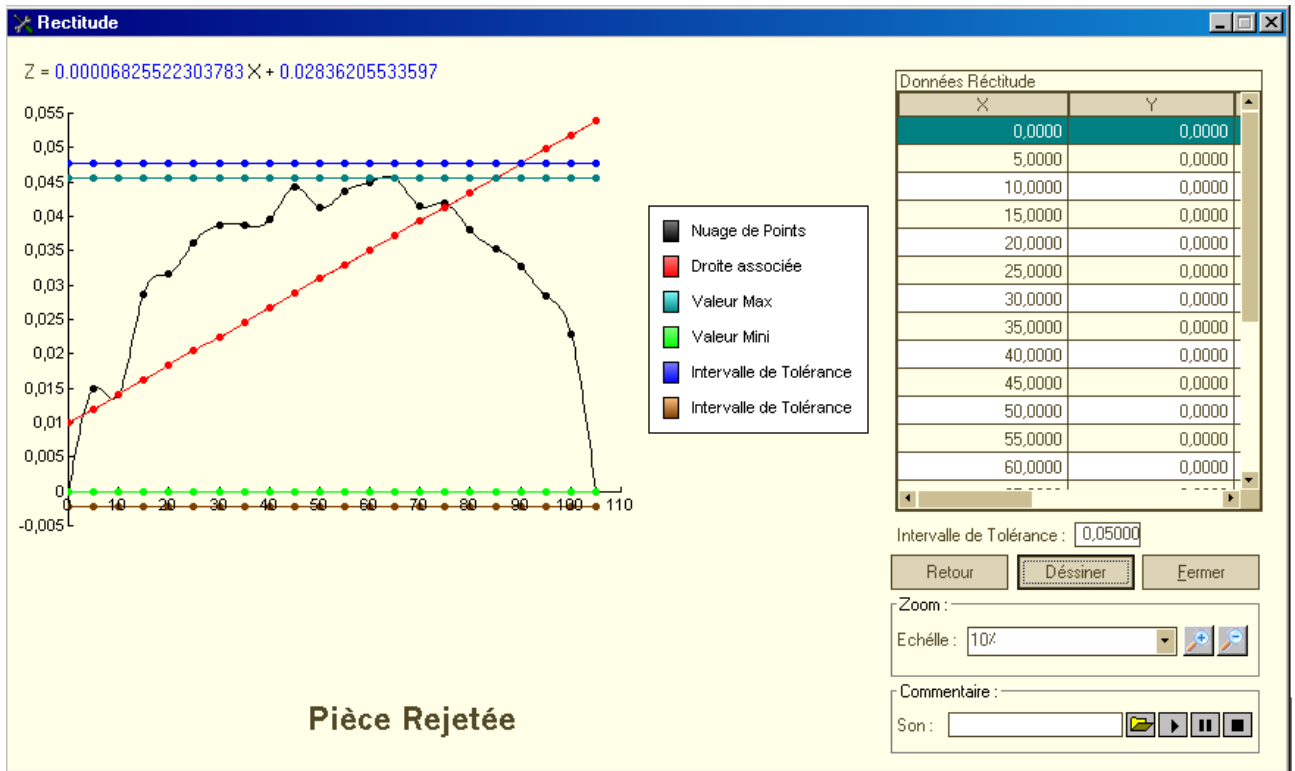 Rectitude
Z = 0.00006825522303783 X + 0.02836205533597
0,055
0,05
0,045
0,04
0,035
0,03
0,025
0,02
0,015
0,01
0,005
0
-0,005
0 10 20 30 40 50 60 70 80 90 100 110
Nuage de Points
Droite associée
Valeur Max
Valeur Mini
Intervalle de Tolérance
Intervalle de Tolérance
Données Réctitude
X Y
0,0000 0,0000
5,0000 0,0000
10,0000 0,0000
15,0000 0,0000
20,0000 0,0000
25,0000 0,0000
30,0000 0,0000
35,0000 0,0000
40,0000 0,0000
45,0000 0,0000
50,0000 0,0000
55,0000 0,0000
60,0000 0,0000
Intervalle de Tolérance : 0,05000
Retour Déssiner Fermer
Zoom :
Echélle : 10%
Commentaire :
Son :
Pièce Rejetée